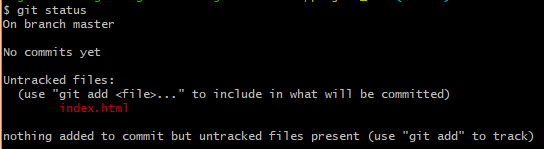 $ git status
On branch master
No commits yet
Untracked files:
(use "git add <file>..." to include in what will be committed)
index.html
nothing added to commit but untracked files present (use "git add" to track)